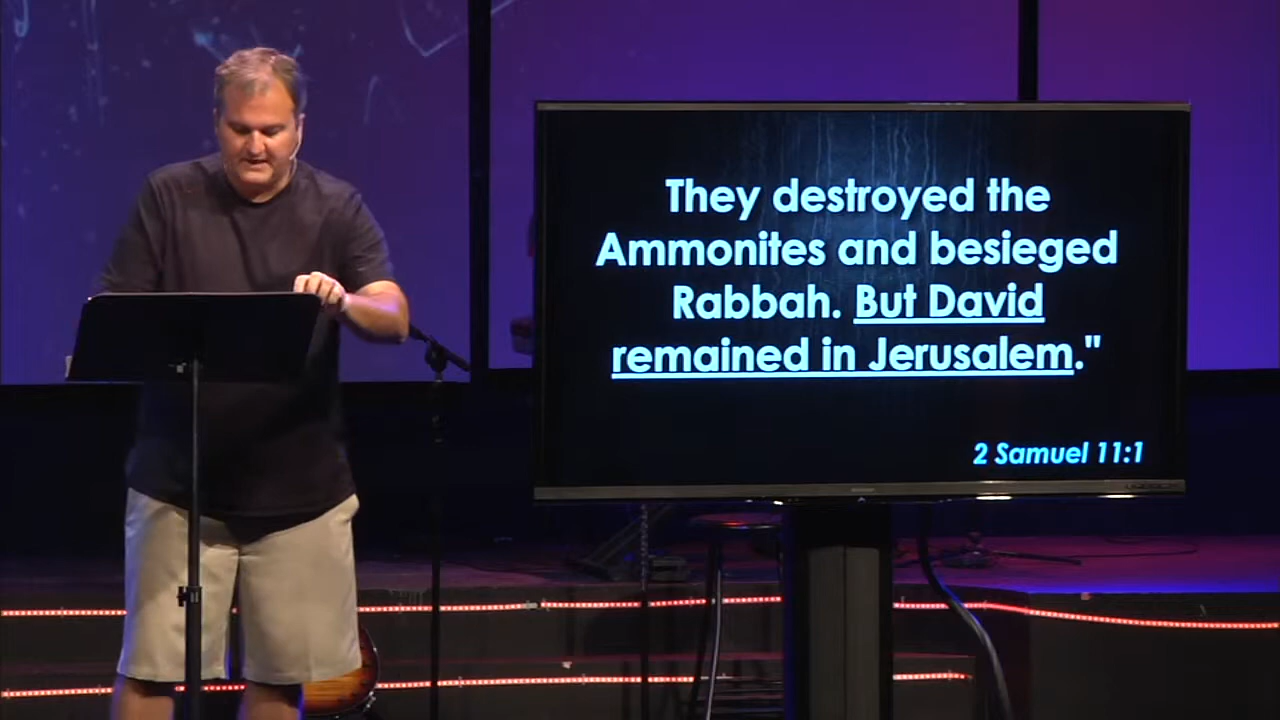 They destroyed the
Ammonites and besieged
Rabbah. But David
remained in Jerusalem."
2 Samuel 11:1